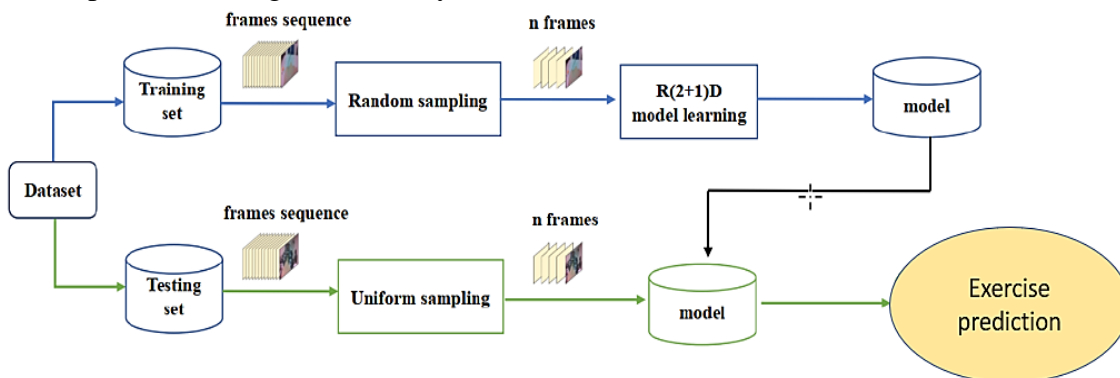 frames sequence
n frames
Training
set
Random sampling
R(2+1)D
model learning
model
Dataset
frames sequence
n frames
Testing
set
Uniform sampling
model
Exercise
prediction